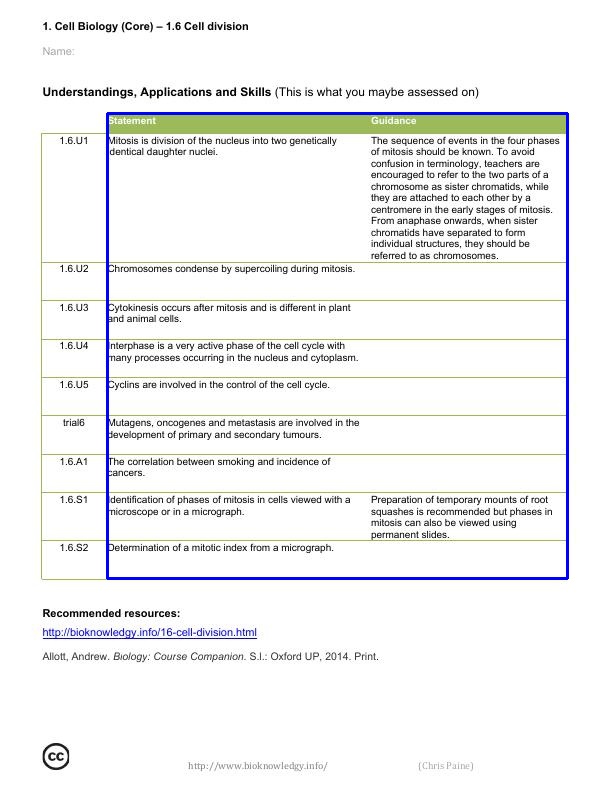 1. Cell Biology (Core) – 1.6 Cell division
Name:
Understandings, Applications and Skills (This is what you maybe assessed on)
Statement Guidance
1.6.U1 Mitosis is division of the nucleus into two genetically
identical daughter nuclei.
The sequence of events in the four phases
of mitosis should be known. To avoid
confusion in terminology, teachers are
encouraged to refer to the two parts of a
chromosome as sister chromatids, while
they are attached to each other by a
centromere in the early stages of mitosis.
From anaphase onwards, when sister
chromatids have separated to form
individual structures, they should be
referred to as chromosomes.
1.6.U2 Chromosomes condense by supercoiling during mitosis.
1.6.U3 Cytokinesis occurs after mitosis and is different in plant
and animal cells.
1.6.U4 Interphase is a very active phase of the cell cycle with
many processes occurring in the nucleus and cytoplasm.
1.6.U5 Cyclins are involved in the control of the cell cycle.
trial6 Mutagens, oncogenes and metastasis are involved in the
development of primary and secondary tumours.
1.6.A1 The correlation between smoking and incidence of
cancers.
1.6.S1 Identification of phases of mitosis in cells viewed with a
microscope or in a micrograph.
Preparation of temporary mounts of root
squashes is recommended but phases in
mitosis can also be viewed using
permanent slides.
1.6.S2 Determination of a mitotic index from a micrograph.
Recommended resources:
http://bioknowledgy.info/16-cell-division.html
Allott, Andrew. Biology: Course Companion. S.l.: Oxford UP, 2014. Print.
cc
http://www.bioknowledgy.info/ (Chris Paine)